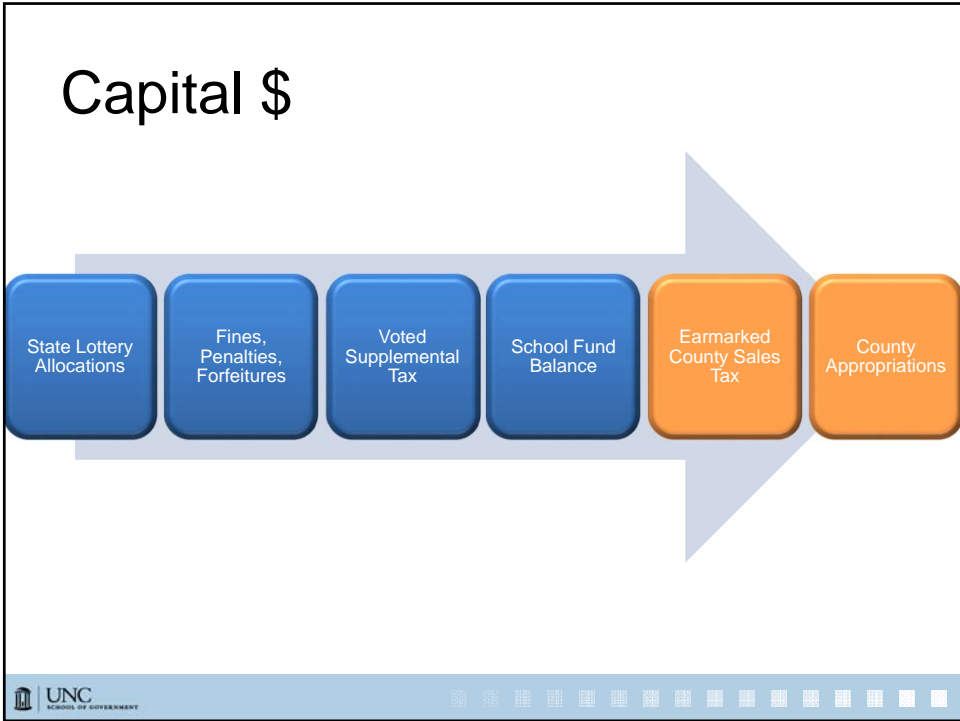 Capital $
State Lottery
Allocations
Fines,
Penalties,
Forfeitures
Voted
Supplemental
Tax
School Fund
Balance
Earmarked
County Sales
Tax
County
Appropriations
UNC
SCHOOL OF GOVERNMENT